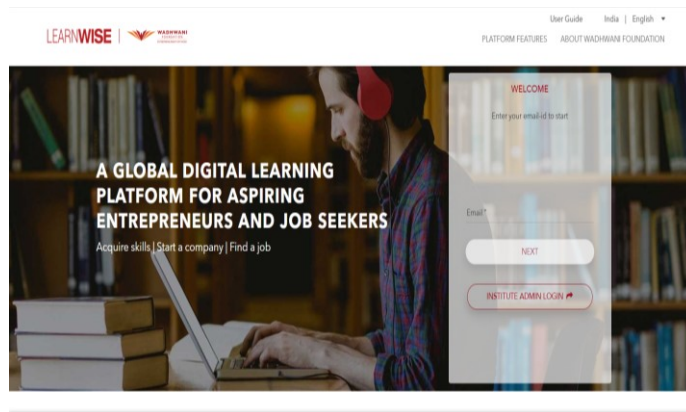 User Guide India | English
LEARNWISE | WADHWANI
FOUNDATION
PLATFORM FEATURES ABOUT WADHWANI FOUNDATION
WELCOME
Enter your email-id to start
A GLOBAL DIGITAL LEARNING
PLATFORM FOR ASPIRING
ENTREPRENEURS AND JOB SEEKERS
Acquire skills | Start a company | Find a job
Email *
NEXT
INSTITUTE ADMIN LOGIN